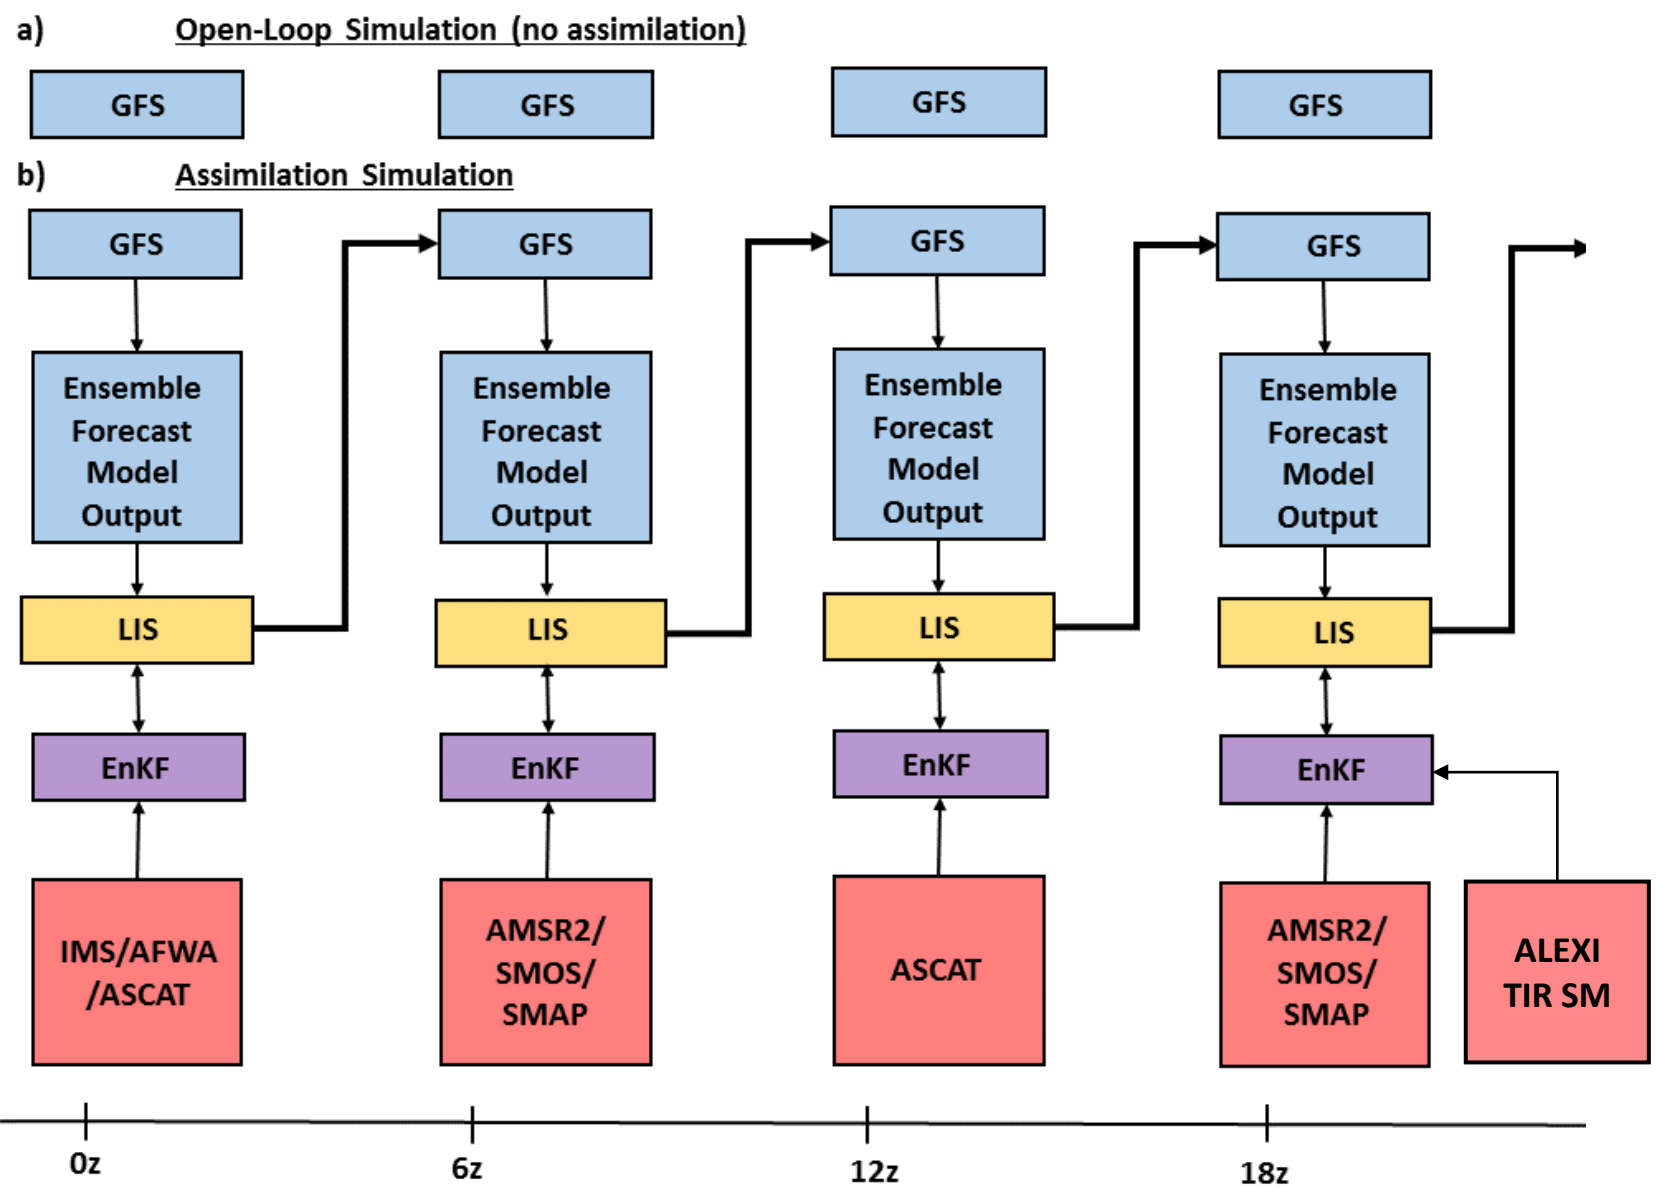 a) Open-Loop Simulation (no assimilation)
GFS
GFS
GFS
GFS
b) Assimilation Simulation
GFS
GFS
GFS
GFS
Ensemble
Forecast
Model
Output
Ensemble
Forecast
Model
Output
Ensemble
Forecast
Model
Output
Ensemble
Forecast
Model
Output
LIS
LIS
LIS
LIS
EnKF
EnKF
EnKF
EnKF
IMS/AFWA
/ASCAT
AMSR2/
SMOS/
SMAP
ASCAT
AMSR2/
SMOS/
SMAP
ALEXI
TIR SM
0z
6z
12z
18z